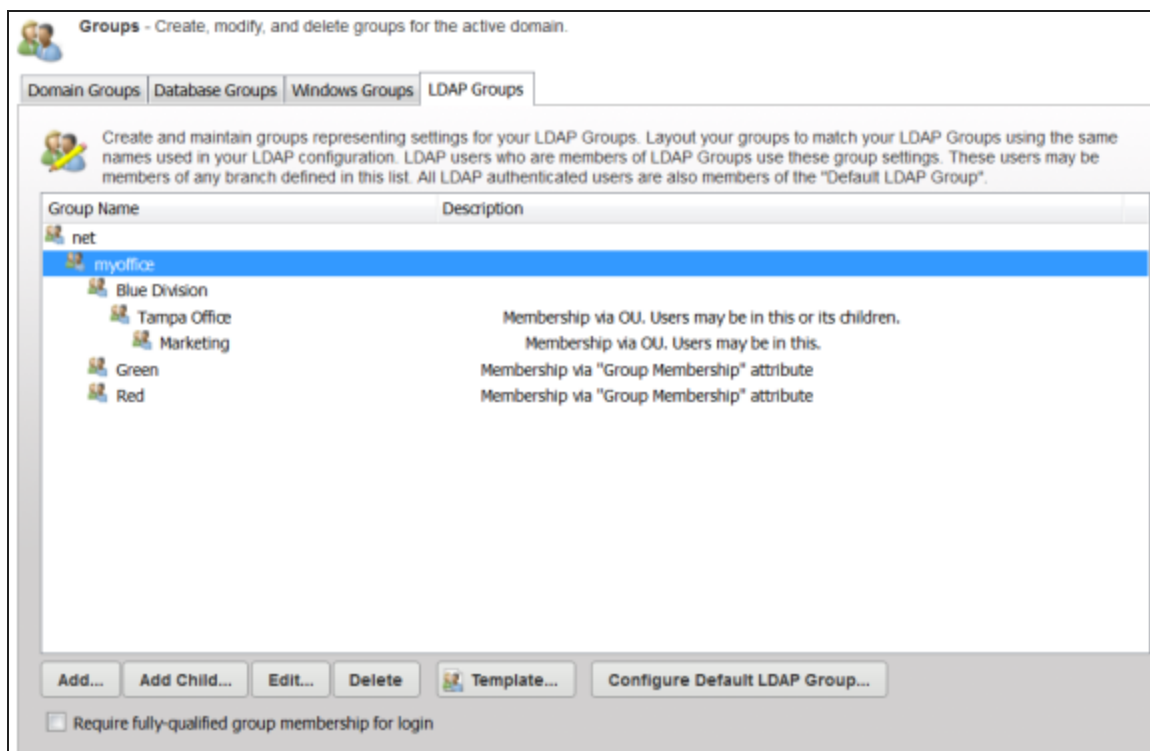 Groups - Create, modify, and delete groups for the active domain.
Domain Groups Database Groups Windows Groups LDAP Groups
Create and maintain groups representing settings for your LDAP Groups. Layout your groups to match your LDAP Groups using the same
names used in your LDAP configuration. LDAP users who are members of LDAP Groups use these group settings. These users may be
members of any branch defined in this list. All LDAP authenticated users are also members of the "Default LDAP Group".
Group Name Description
net
myoffice
Blue Division
Tampa Office Membership via OU. Users may be in this or its children.
Marketing Membership via OU. Users may be in this.
Green Membership via "Group Membership" attribute
Red Membership via "Group Membership" attribute
Add... Add Child... Edit... Delete Template... Configure Default LDAP Group...
Require fully-qualified group membership for login